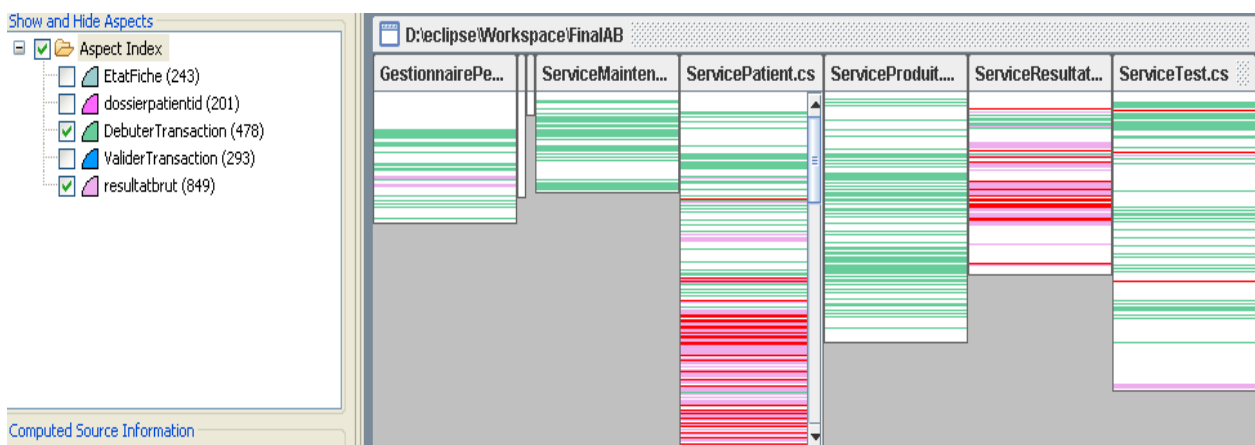 Show and Hide Aspects
Aspect Index
EtatFiche (243)
dossierpatientid (201)
DebuterTransaction (478)
ValiderTransaction (293)
resultatbrut (849)
Computed Source Information
D:\eclipse\Workspace\FinalAB
GestionnairePe... ServiceMainten... ServicePatient.cs ServiceProduit.... ServiceResultat... ServiceTest.cs